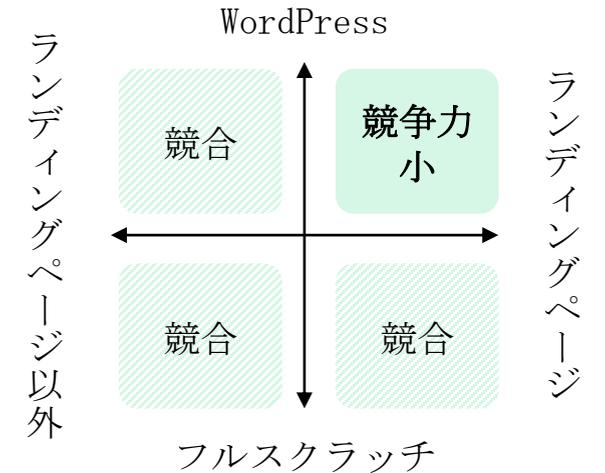 WordPress
ランディングページ以外
競合
競争力
小
ランディングページ
競合
競合
フルスクラッチ